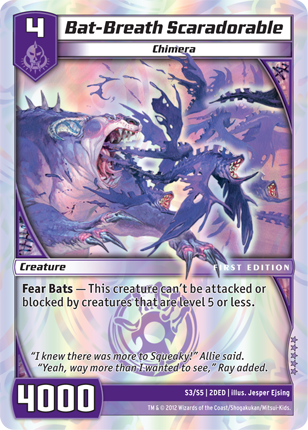 4
Bat-Breath Scaradorable
Chimera
Creature
FIRST EDITION
Fear Bats — This creature can't be attacked or
blocked by creatures that are level 5 or less.
"I knew there was more to Squeaky!" Allie said.
"Yeah, way more than I wanted to see," Ray added.
4000
S3/S5 | 2DED | illus. Jesper Ejsing
TM & © 2012 Wizards of the Coast/Shogakukan/Mitsui-Kids.